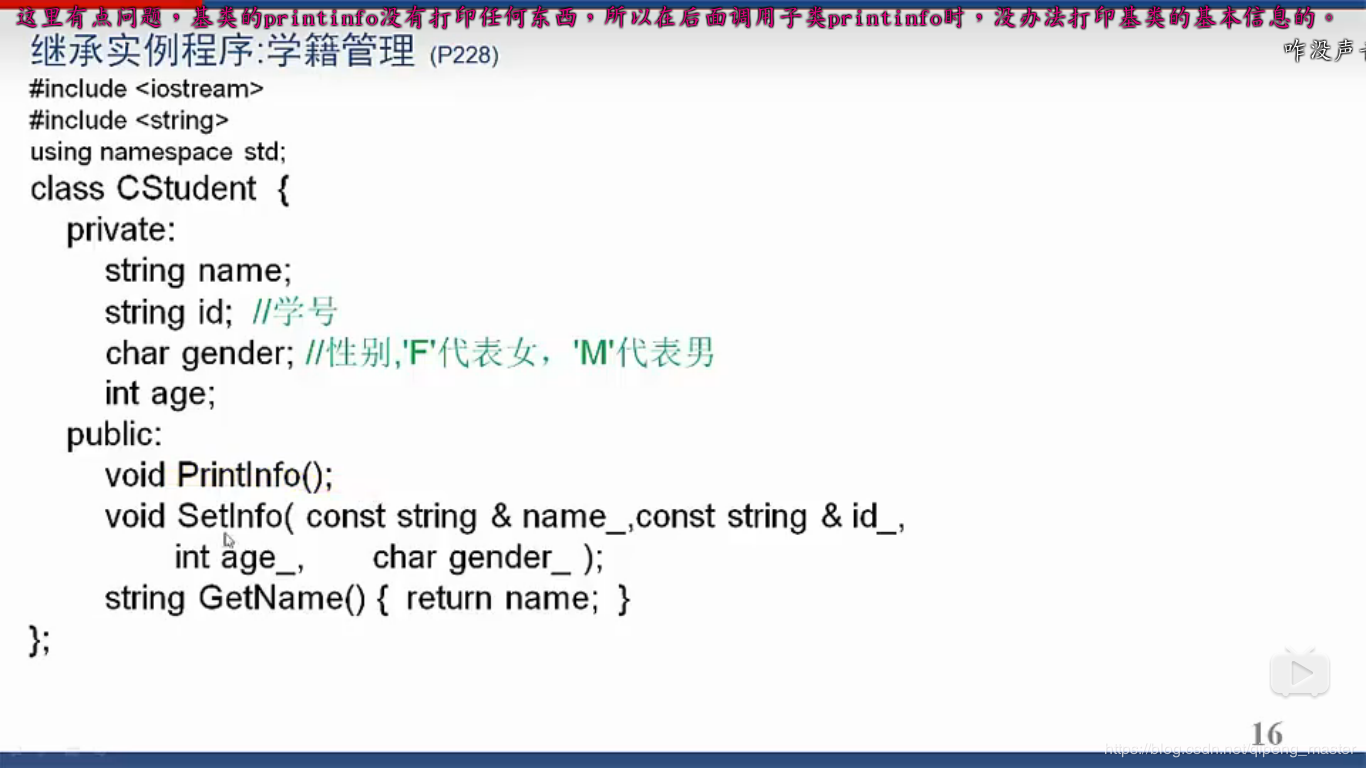 这里有点问题，基类的printinfo没有打印任何东西，所以在后面调用子类printinfo时，没办法打印基类的基本信息的。
继承实例程序:学籍管理 (P228)
咋没声
#include <iostream>
#include <string>
using namespace std;
class CStudent {
private:
string name;
string id; //学号
char gender; //性别,'F'代表女，'M'代表男
int age;
public:
void PrintInfo();
void SetInfo( const string & name_,const string & id_,
int age_, char gender_ );
string GetName() { return name; }
};
16
https://blog.csdn.net/qipeng_master